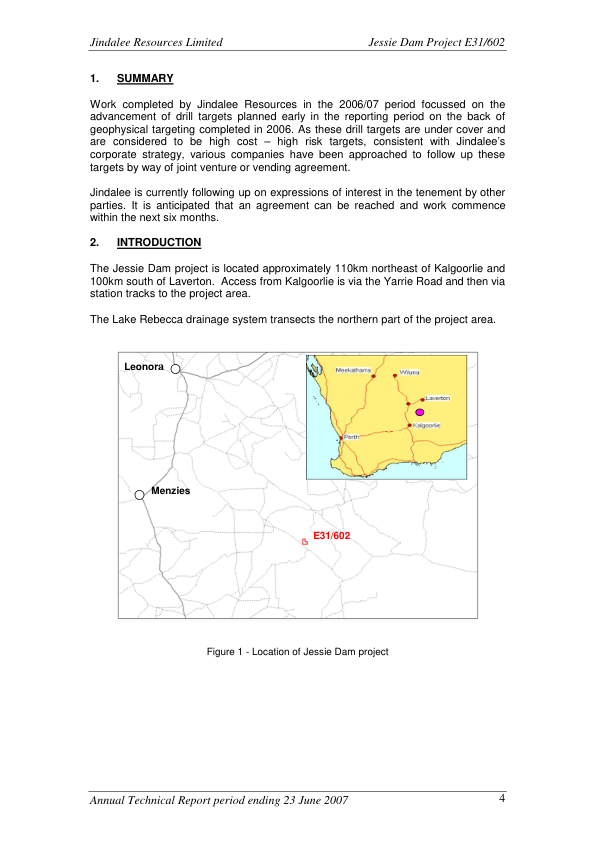 Jindalee Resources Limited Jessie Dam Project E31/602
1. SUMMARY
Work completed by Jindalee Resources in the 2006/07 period focussed on the
advancement of drill targets planned early in the reporting period on the back of
geophysical targeting completed in 2006. As these drill targets are under cover and
are considered to be high cost – high risk targets, consistent with Jindalee's
corporate strategy, various companies have been approached to follow up these
targets by way of joint venture or vending agreement.
Jindalee is currently following up on expressions of interest in the tenement by other
parties. It is anticipated that an agreement can be reached and work commence
within the next six months.
2. INTRODUCTION
The Jessie Dam project is located approximately 110km northeast of Kalgoorlie and
100km south of Laverton. Access from Kalgoorlie is via the Yarrie Road and then via
station tracks to the project area.
The Lake Rebecca drainage system transects the northern part of the project area.
Leonora
Meekatharra
Wiluna
Laverton
Kalgoorlie
Perth
Menzies
E31/602
Figure 1 - Location of Jessie Dam project
Annual Technical Report period ending 23 June 2007 4